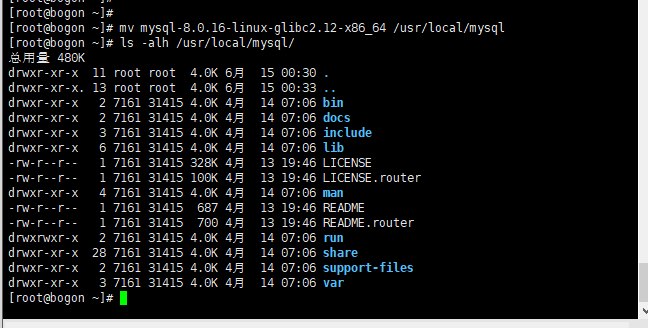 [root@bogon ~]#
[root@bogon ~]#
[root@bogon ~]# mv mysql-8.0.16-linux-glibc2.12-x86_64 /usr/local/mysql
[root@bogon ~]# ls -alh /usr/local/mysql/
总用量 480K
drwxr-xr-x  11 root root  4.0K 6月   15 00:30 .
drwxr-xr-x. 13 root root  4.0K 6月   15 00:33 ..
drwxr-xr-x   2 7161 31415 4.0K 4月   14 07:06 bin
drwxr-xr-x   2 7161 31415 4.0K 4月   14 07:06 docs
drwxr-xr-x   3 7161 31415 4.0K 4月   14 07:06 include
drwxr-xr-x   6 7161 31415 4.0K 4月   14 07:06 lib
-rw-r--r--   1 7161 31415 328K 4月   13 19:46 LICENSE
-rw-r--r--   1 7161 31415 100K 4月   13 19:46 LICENSE.router
drwxr-xr-x   4 7161 31415 4.0K 4月   14 07:06 man
-rw-r--r--   1 7161 31415  687 4月   13 19:46 README
-rw-r--r--   1 7161 31415  700 4月   13 19:46 README.router
drwxrwxr-x   2 7161 31415 4.0K 4月   14 07:06 run
drwxr-xr-x  28 7161 31415 4.0K 4月   14 07:06 share
drwxr-xr-x   2 7161 31415 4.0K 4月   14 07:06 support-files
drwxr-xr-x   3 7161 31415 4.0K 4月   14 07:06 var
[root@bogon ~]#